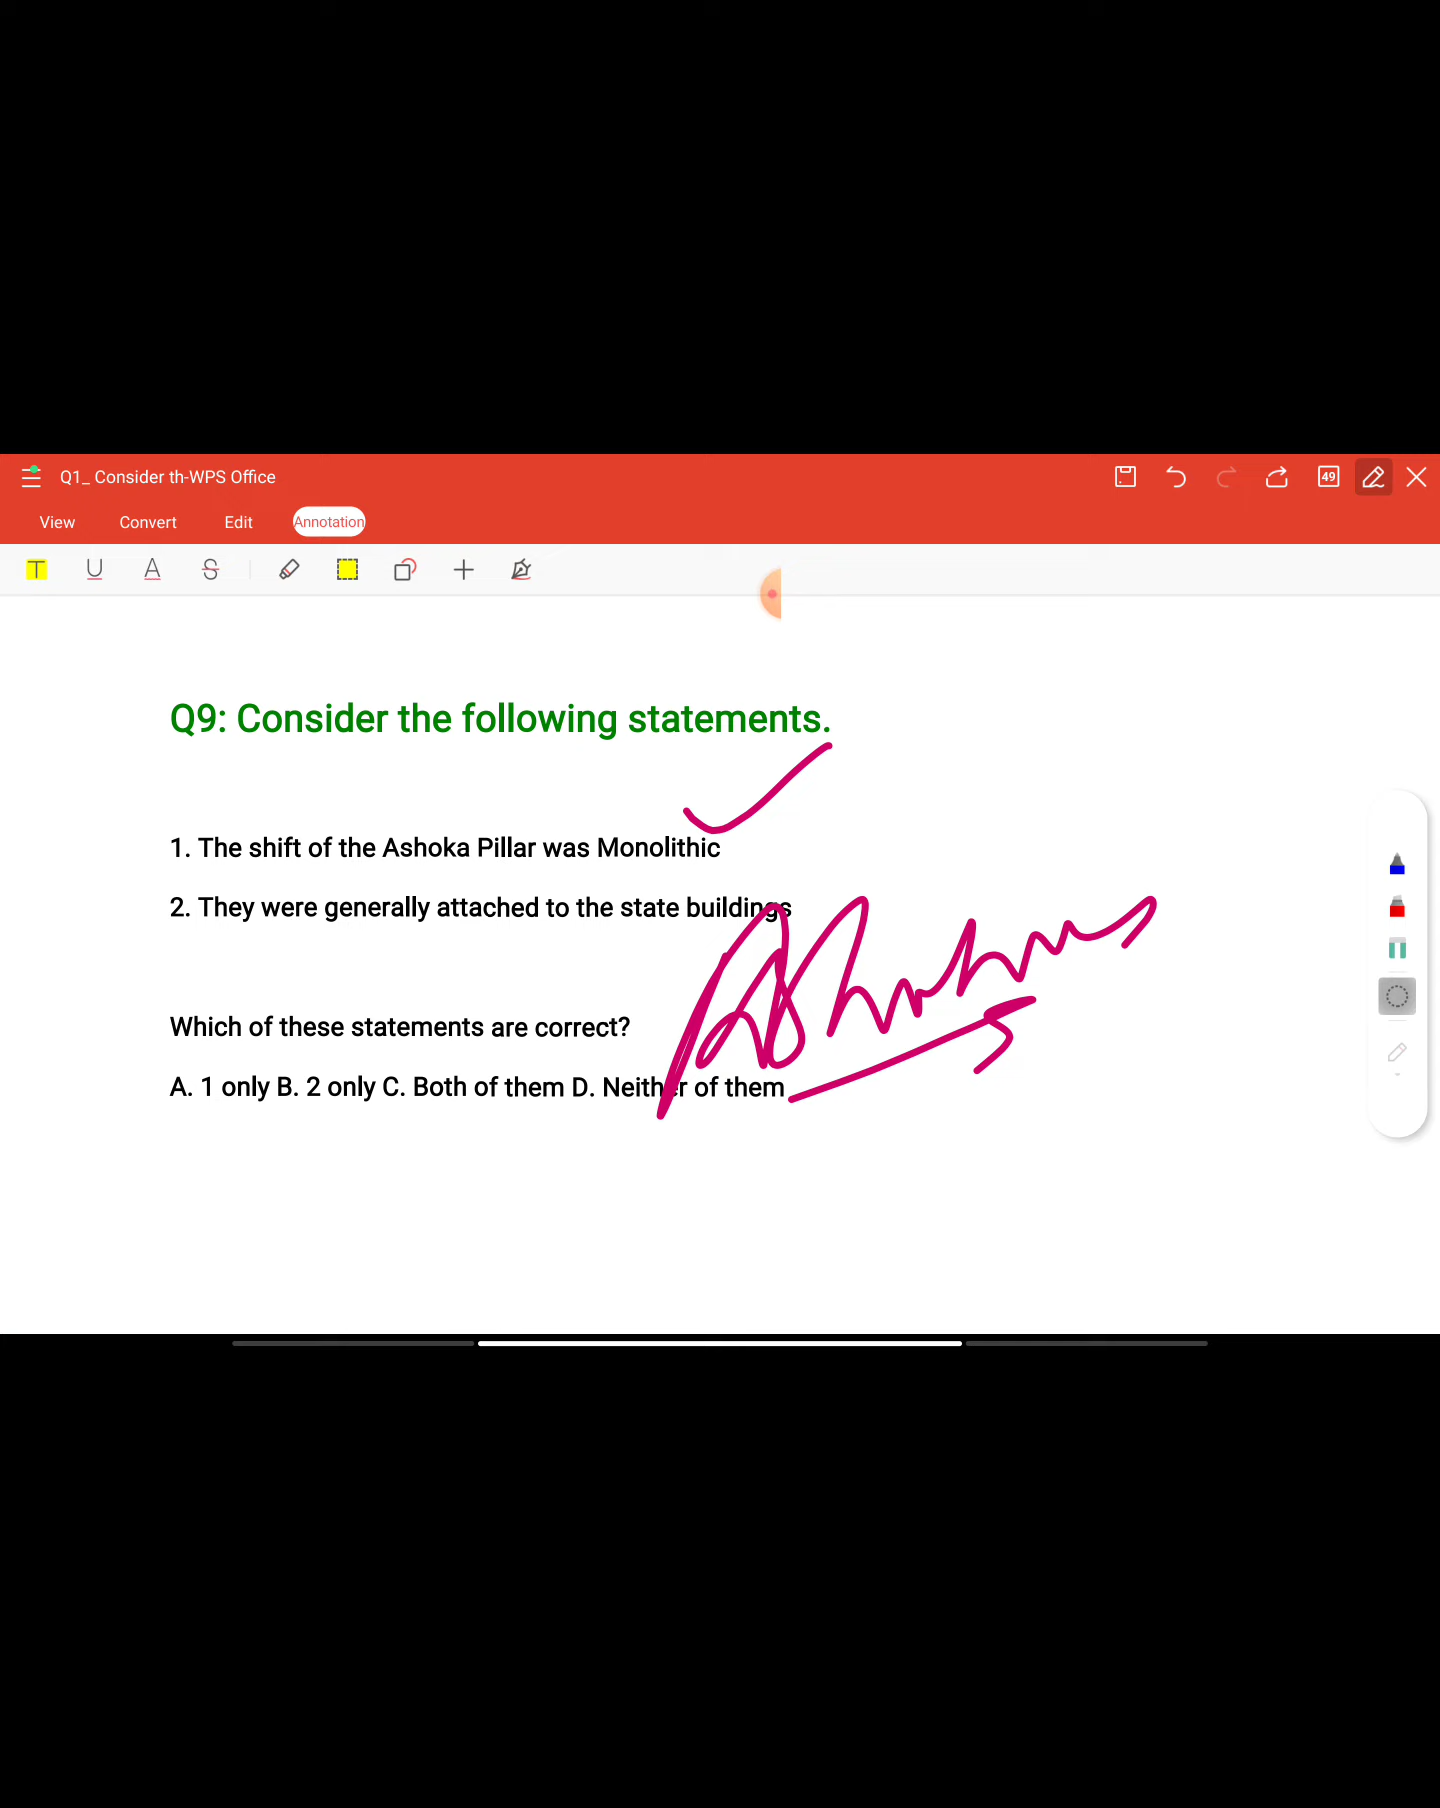 Q1_ Consider th-WPS Office
49
View Convert Edit Annotation
T U A S
Q9: Consider the following statements.
1. The shift of the Ashoka Pillar was Monolithic
2. They were generally attached to the state buildings
Which of these statements are correct?
A. 1 only B. 2 only C. Both of them D. Neither of them